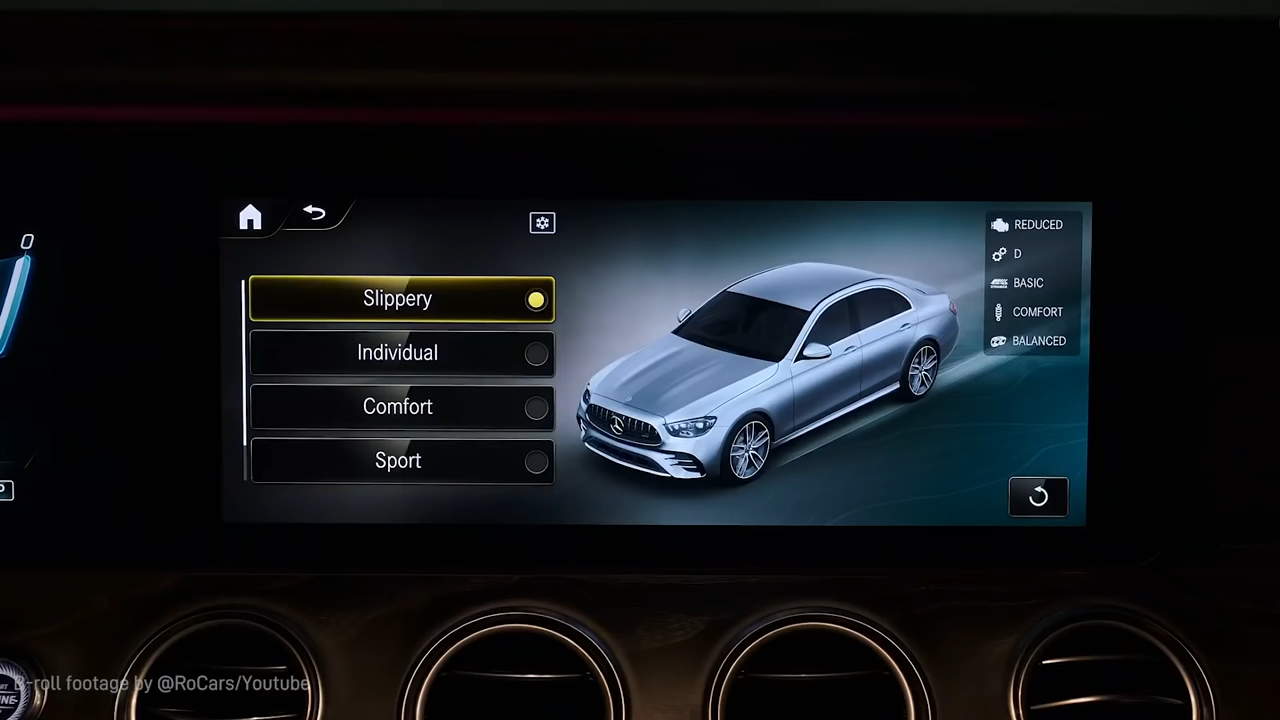 0
Slippery
Individual
Comfort
Sport
REDUCED
D
BASIC
COMFORT
BALANCED
P
B-roll footage by @RoCars/Youtube